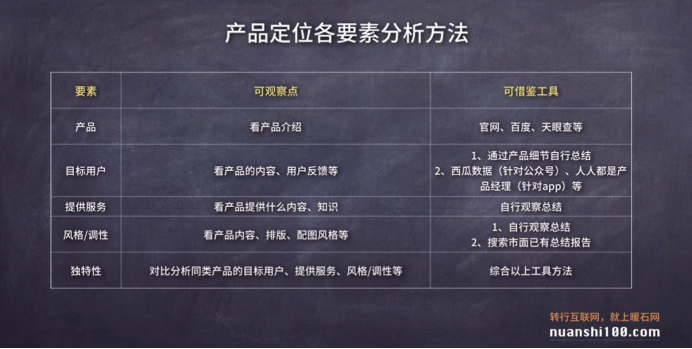 产品定位各要素分析方法
要素 可观察点 可借鉴工具
产品 看产品介绍 官网、百度、天眼查等
目标用户 看产品的内容、用户反馈等 1、通过产品细节自行总结
2、西瓜数据（针对公众号）、人人都是产
品经理（针对app）等
提供服务 看产品提供什么内容、知识 自行观察总结
风格/调性 看产品内容、排版、配图风格等 1、自行观察总结
2、搜索市面已有总结报告
独特性 对比分析同类产品的目标用户、提供服务、风格/调性等 综合以上工具方法
转行互联网，就上暖石网
nuanshi100.com